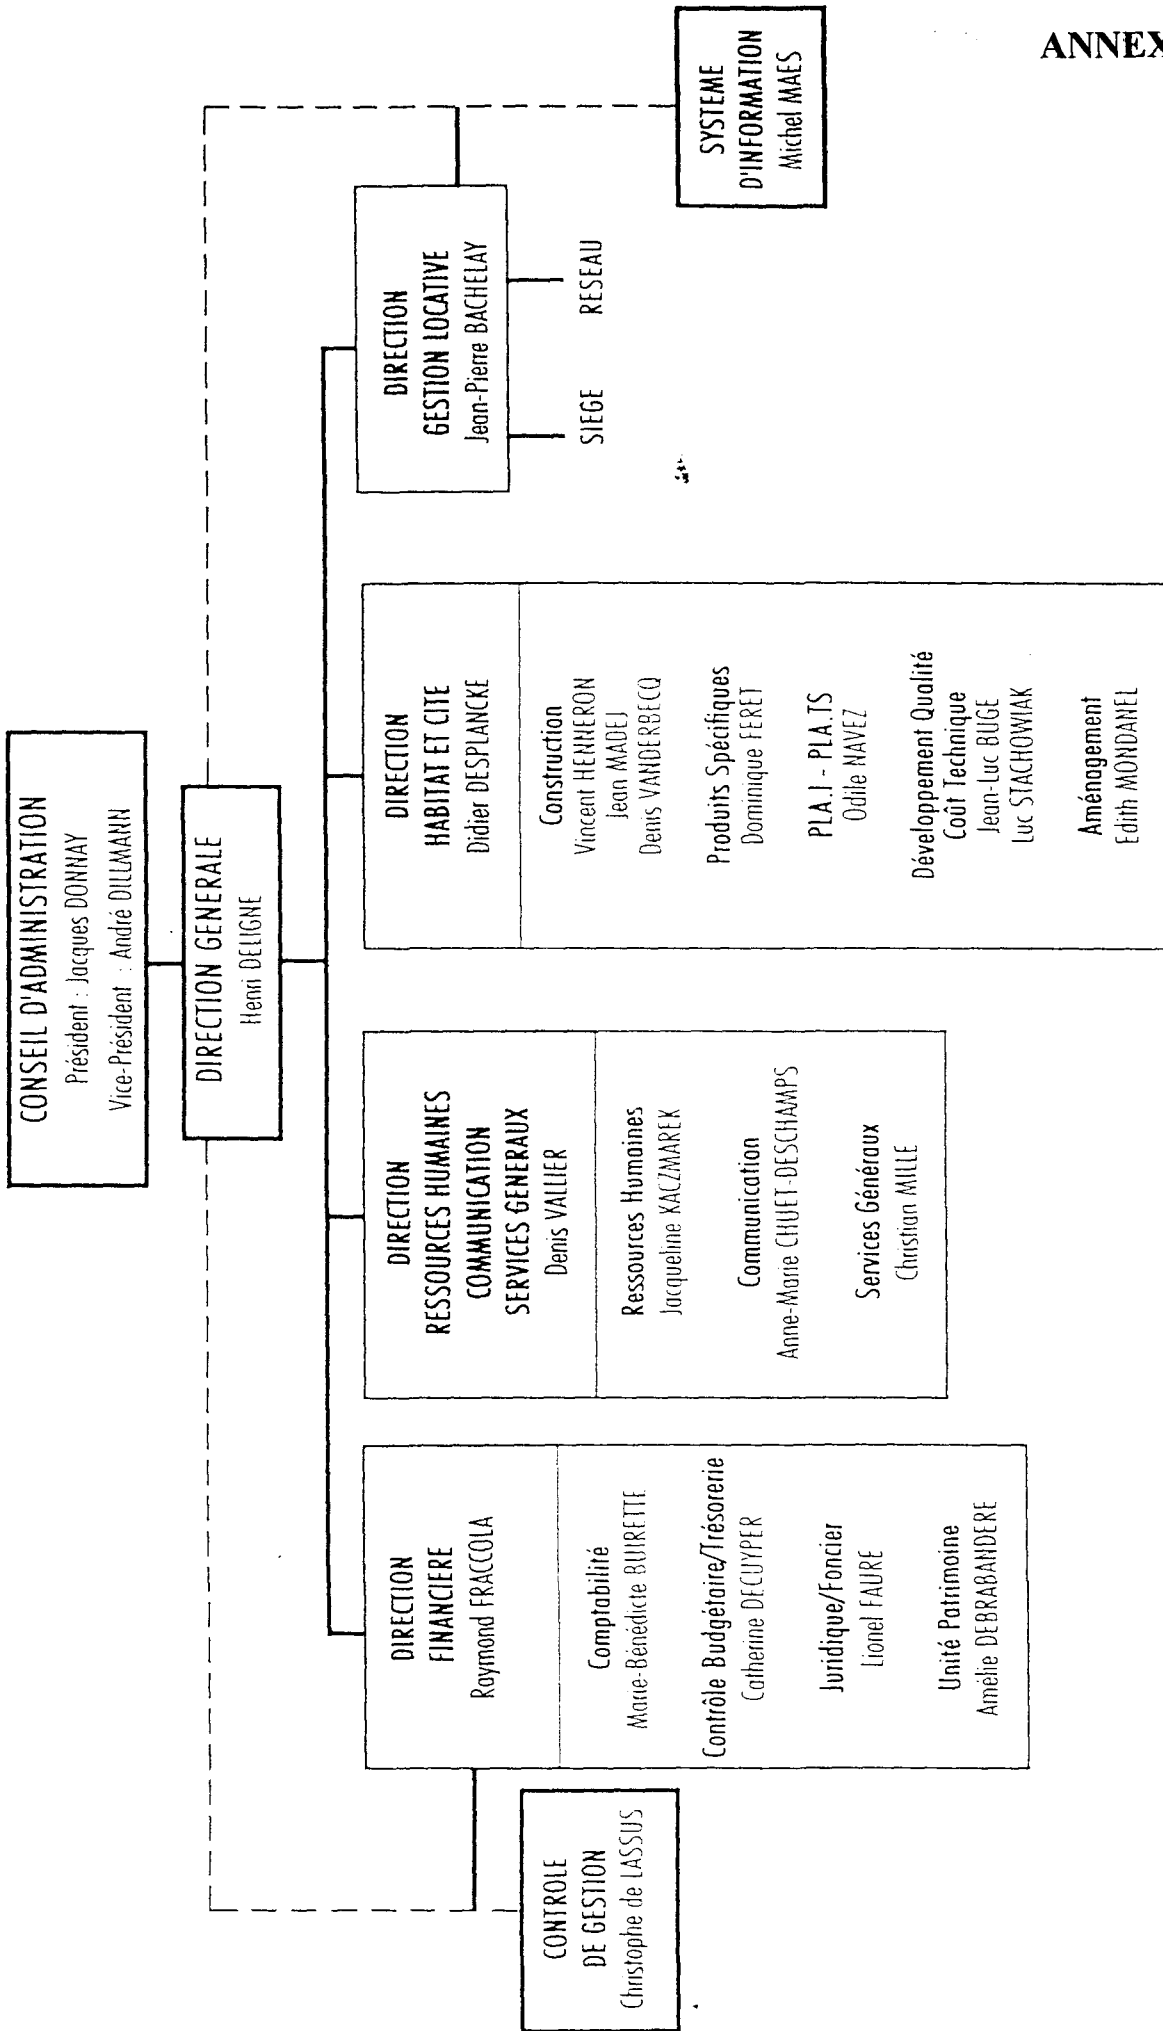 ANNEX
CONSEIL D'ADMINISTRATION
Président : Jacques DONNAY
Vice-Président : André DILLMANN
DIRECTION GENERALE
Henri DELIGNE
CONTROLE
DE GESTION
Christophe de LASSUS
DIRECTION
FINANCIERE
Raymond FRACCOLA
Comptabilité
Marie-Bénédicte BUIRETTE
Contrôle Budgétaire/Trésorerie
Catherine DECUYPER
Juridique/Foncier
Lionel FAURE
Unité Patrimoine
Amélie DEBRABANDERE
DIRECTION
RESSOURCES HUMAINES
COMMUNICATION
SERVICES GENERAUX
Denis VALLIER
Ressources Humaines
Jacqueline KACZMAREK
Communication
Anne-Marie CHUET-DESCHAMPS
Services Généraux
Christian MILLE
DIRECTION
HABITAT ET CITE
Didier DESPLANCKE
Construction
Vincent HENNERON
Jean MADEJ
Denis VANDERBECQ
Produits Spécifiques
Dominique FERET
PLA.I - PLA.TS
Odile NAVEZ
Développement Qualité
Coût Technique
Jean-Luc BUGE
Luc STACHOWIAK
Aménagement
Edith MONDANEL
DIRECTION
GESTION LOCATIVE
Jean-Pierre BACHELAY
SIEGE
RESEAU
SYSTEME
D'INFORMATION
Michel MAES